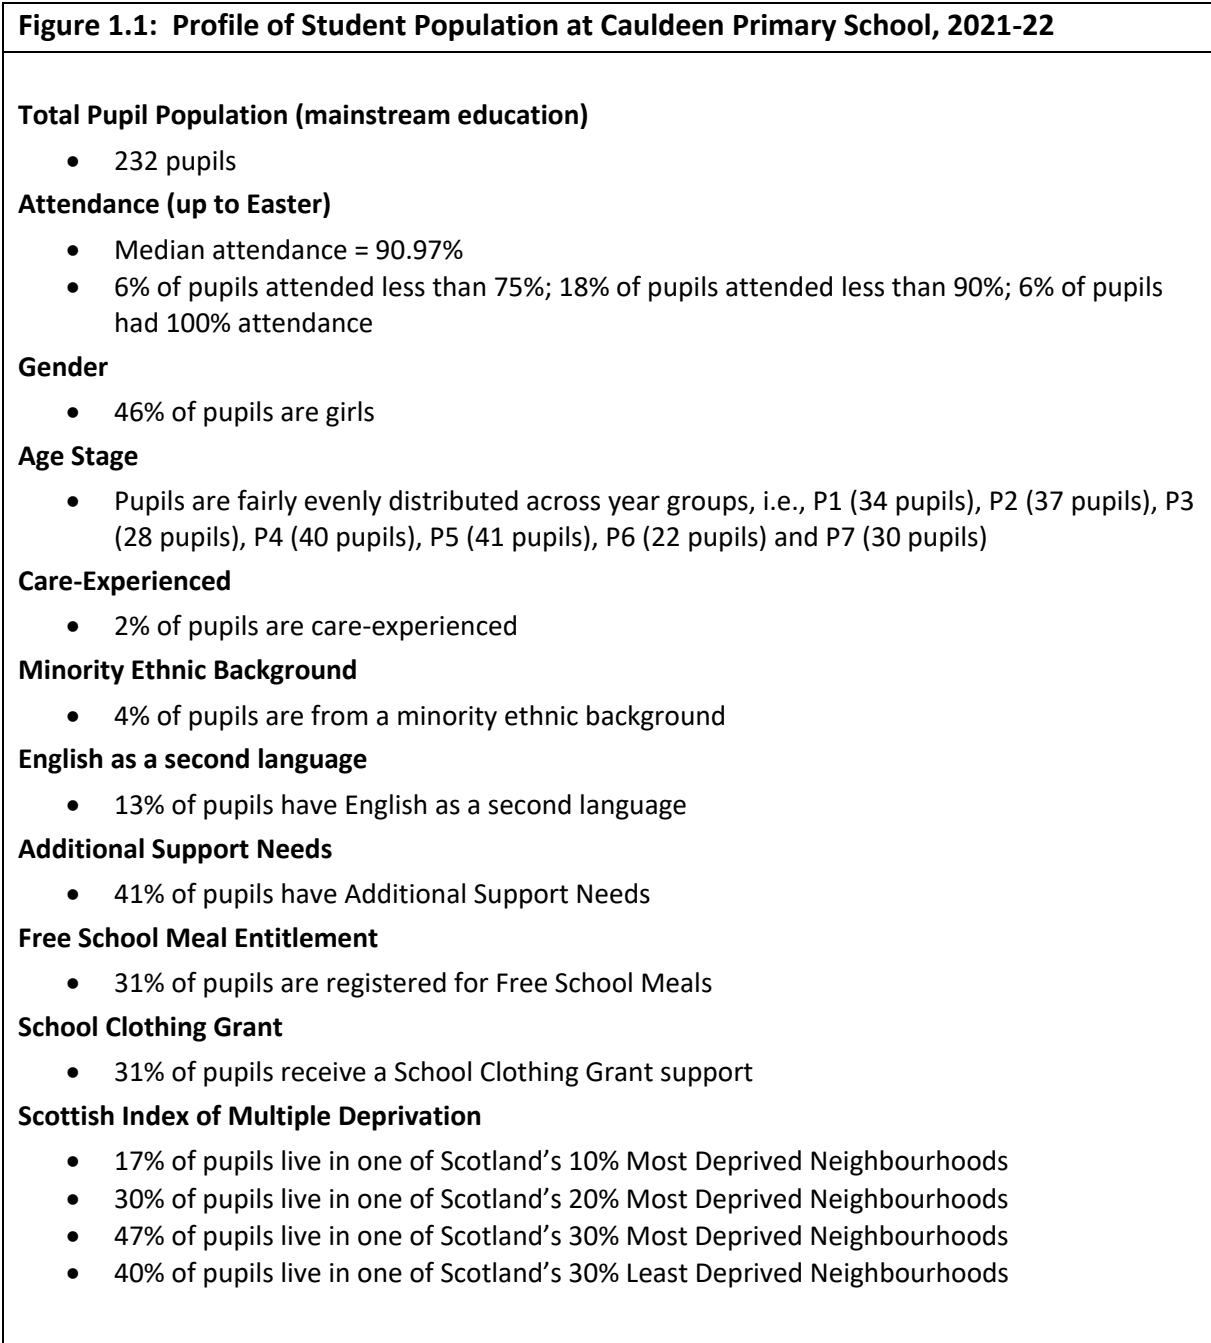 Figure 1.1:  Profile of Student Population at Cauldeen Primary School, 2021-22
Total Pupil Population (mainstream education)
• 232 pupils
Attendance (up to Easter)
• Median attendance = 90.97%
• 6% of pupils attended less than 75%; 18% of pupils attended less than 90%; 6% of pupils
had 100% attendance
Gender
• 46% of pupils are girls
Age Stage
• Pupils are fairly evenly distributed across year groups, i.e., P1 (34 pupils), P2 (37 pupils), P3
(28 pupils), P4 (40 pupils), P5 (41 pupils), P6 (22 pupils) and P7 (30 pupils)
Care-Experienced
• 2% of pupils are care-experienced
Minority Ethnic Background
• 4% of pupils are from a minority ethnic background
English as a second language
• 13% of pupils have English as a second language
Additional Support Needs
• 41% of pupils have Additional Support Needs
Free School Meal Entitlement
• 31% of pupils are registered for Free School Meals
School Clothing Grant
• 31% of pupils receive a School Clothing Grant support
Scottish Index of Multiple Deprivation
• 17% of pupils live in one of Scotland’s 10% Most Deprived Neighbourhoods
• 30% of pupils live in one of Scotland’s 20% Most Deprived Neighbourhoods
• 47% of pupils live in one of Scotland’s 30% Most Deprived Neighbourhoods
• 40% of pupils live in one of Scotland’s 30% Least Deprived Neighbourhoods